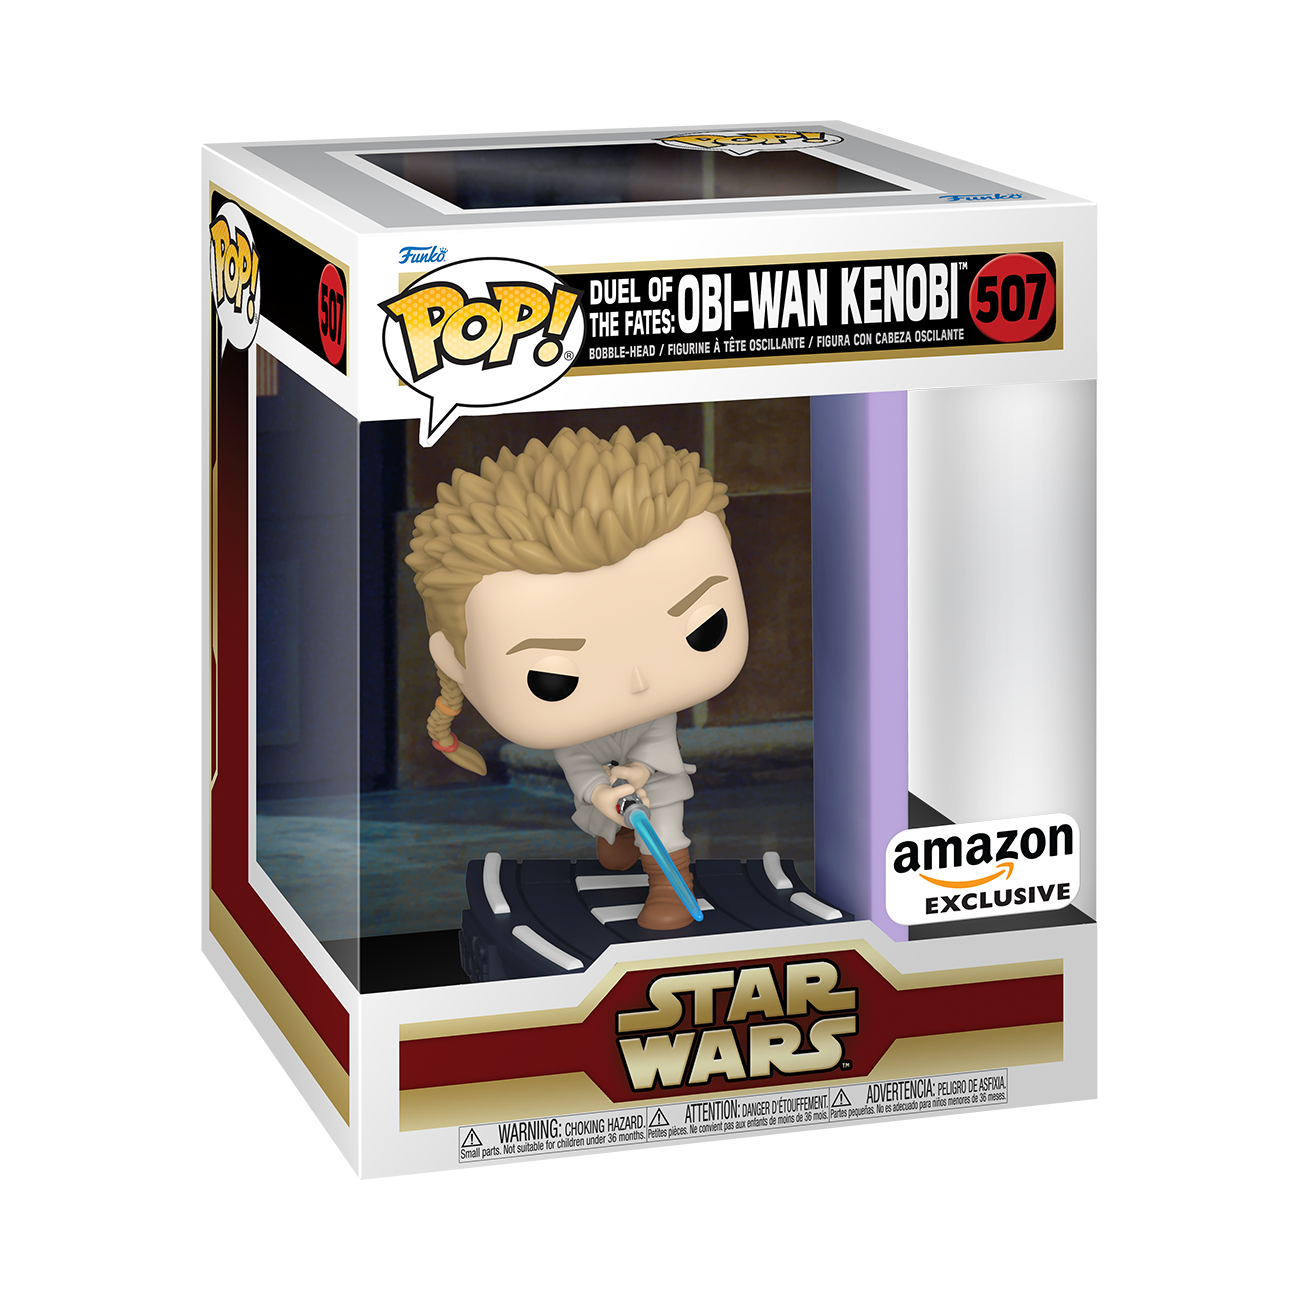 POP!
Funko
POP!
507
Funko
POP!®
DUEL OF
THE FATES:
OBI-WAN KENOBI™
507
BOBBLE-HEAD / FIGURINE À TÊTE OSCILLANTE / FIGURA CON CABEZA OSCILANTE
amazon
EXCLUSIVE
STAR
WARS™
WARNING: CHOKING HAZARD.
Small parts. Not suitable for children under 36 months.
ATTENTION: DANGER D'ÉTOUFFEMENT.
Petites pièces. Ne convient pas aux enfants de moins de 36 mois.
ADVERTENCIA: PELIGRO DE ASFIXIA.
Partes pequeñas. No es adecuado para niños menores de 36 meses.